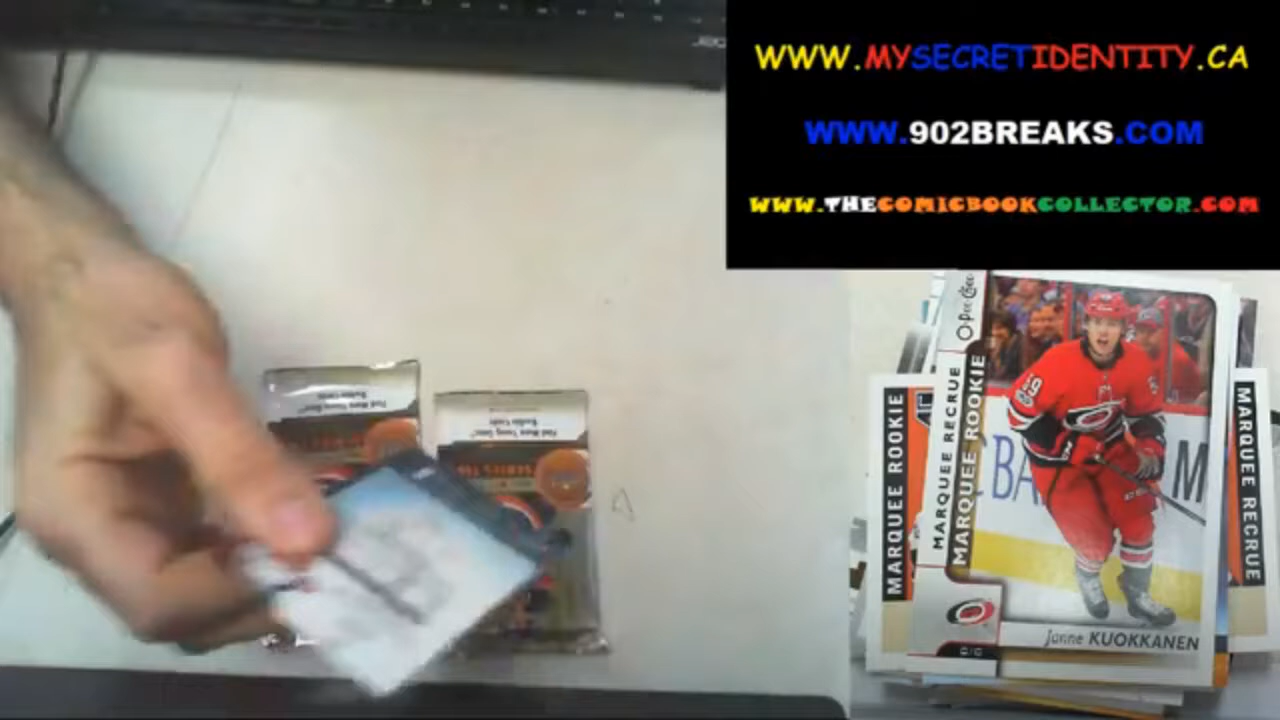 WWW.MYSECRETIDENTITY.CA
WWW.902BREAKS.COM
WWW.THECOMICBOOKCOLLECTOR.COM
O-Pee-Chee
MARQUEE ROOKIE
MARQUEE RECRUE
MARQUEE ROOKIE
MARQUEE RECRUE
Janne KUOKKANEN